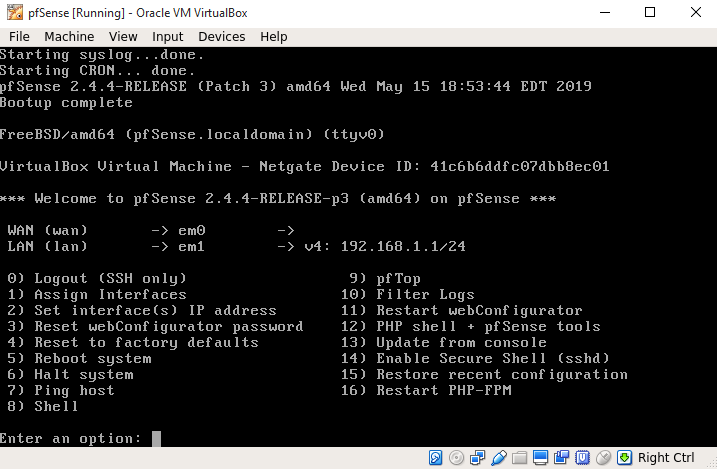 pfSense [Running] - Oracle VM VirtualBox
File Machine View Input Devices Help
Starting syslog...done.
Starting CRON... done.
pfSense 2.4.4-RELEASE (Patch 3) amd64 Wed May 15 18:53:44 EDT 2019
Bootup complete
FreeBSD/amd64 (pfSense.localdomain) (ttyv0)
VirtualBox Virtual Machine - Netgate Device ID: 41c6b6ddfc07dbb8ec01
*** Welcome to pfSense 2.4.4-RELEASE-p3 (amd64) on pfSense ***
WAN (wan) -> em0 ->
LAN (lan) -> em1 -> v4: 192.168.1.1/24
0) Logout (SSH only) 9) pfTop
1) Assign Interfaces 10) Filter Logs
2) Set interface(s) IP address 11) Restart webConfigurator
3) Reset webConfigurator password 12) PHP shell + pfSense tools
4) Reset to factory defaults 13) Update from console
5) Reboot system 14) Enable Secure Shell (sshd)
6) Halt system 15) Restore recent configuration
7) Ping host 16) Restart PHP-FPM
8) Shell
Enter an option:
Right Ctrl